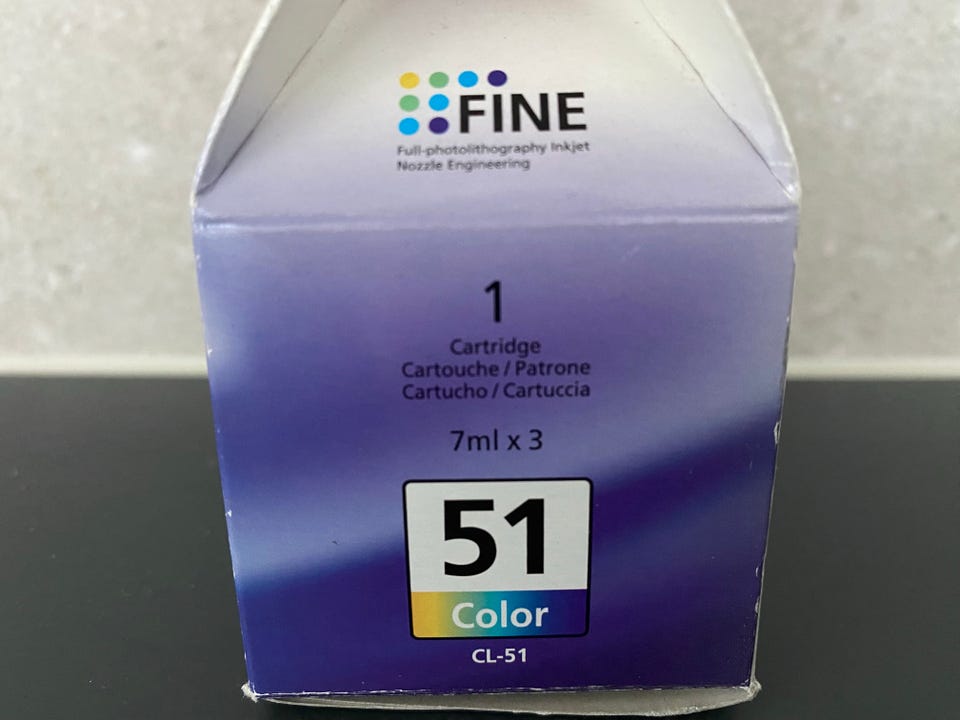 FINE
Full-photolithography Inkjet
Nozzle Engineering
1
Cartridge
Cartouche / Patrone
Cartucho / Cartuccia
7ml x 3
51
Color
CL-51